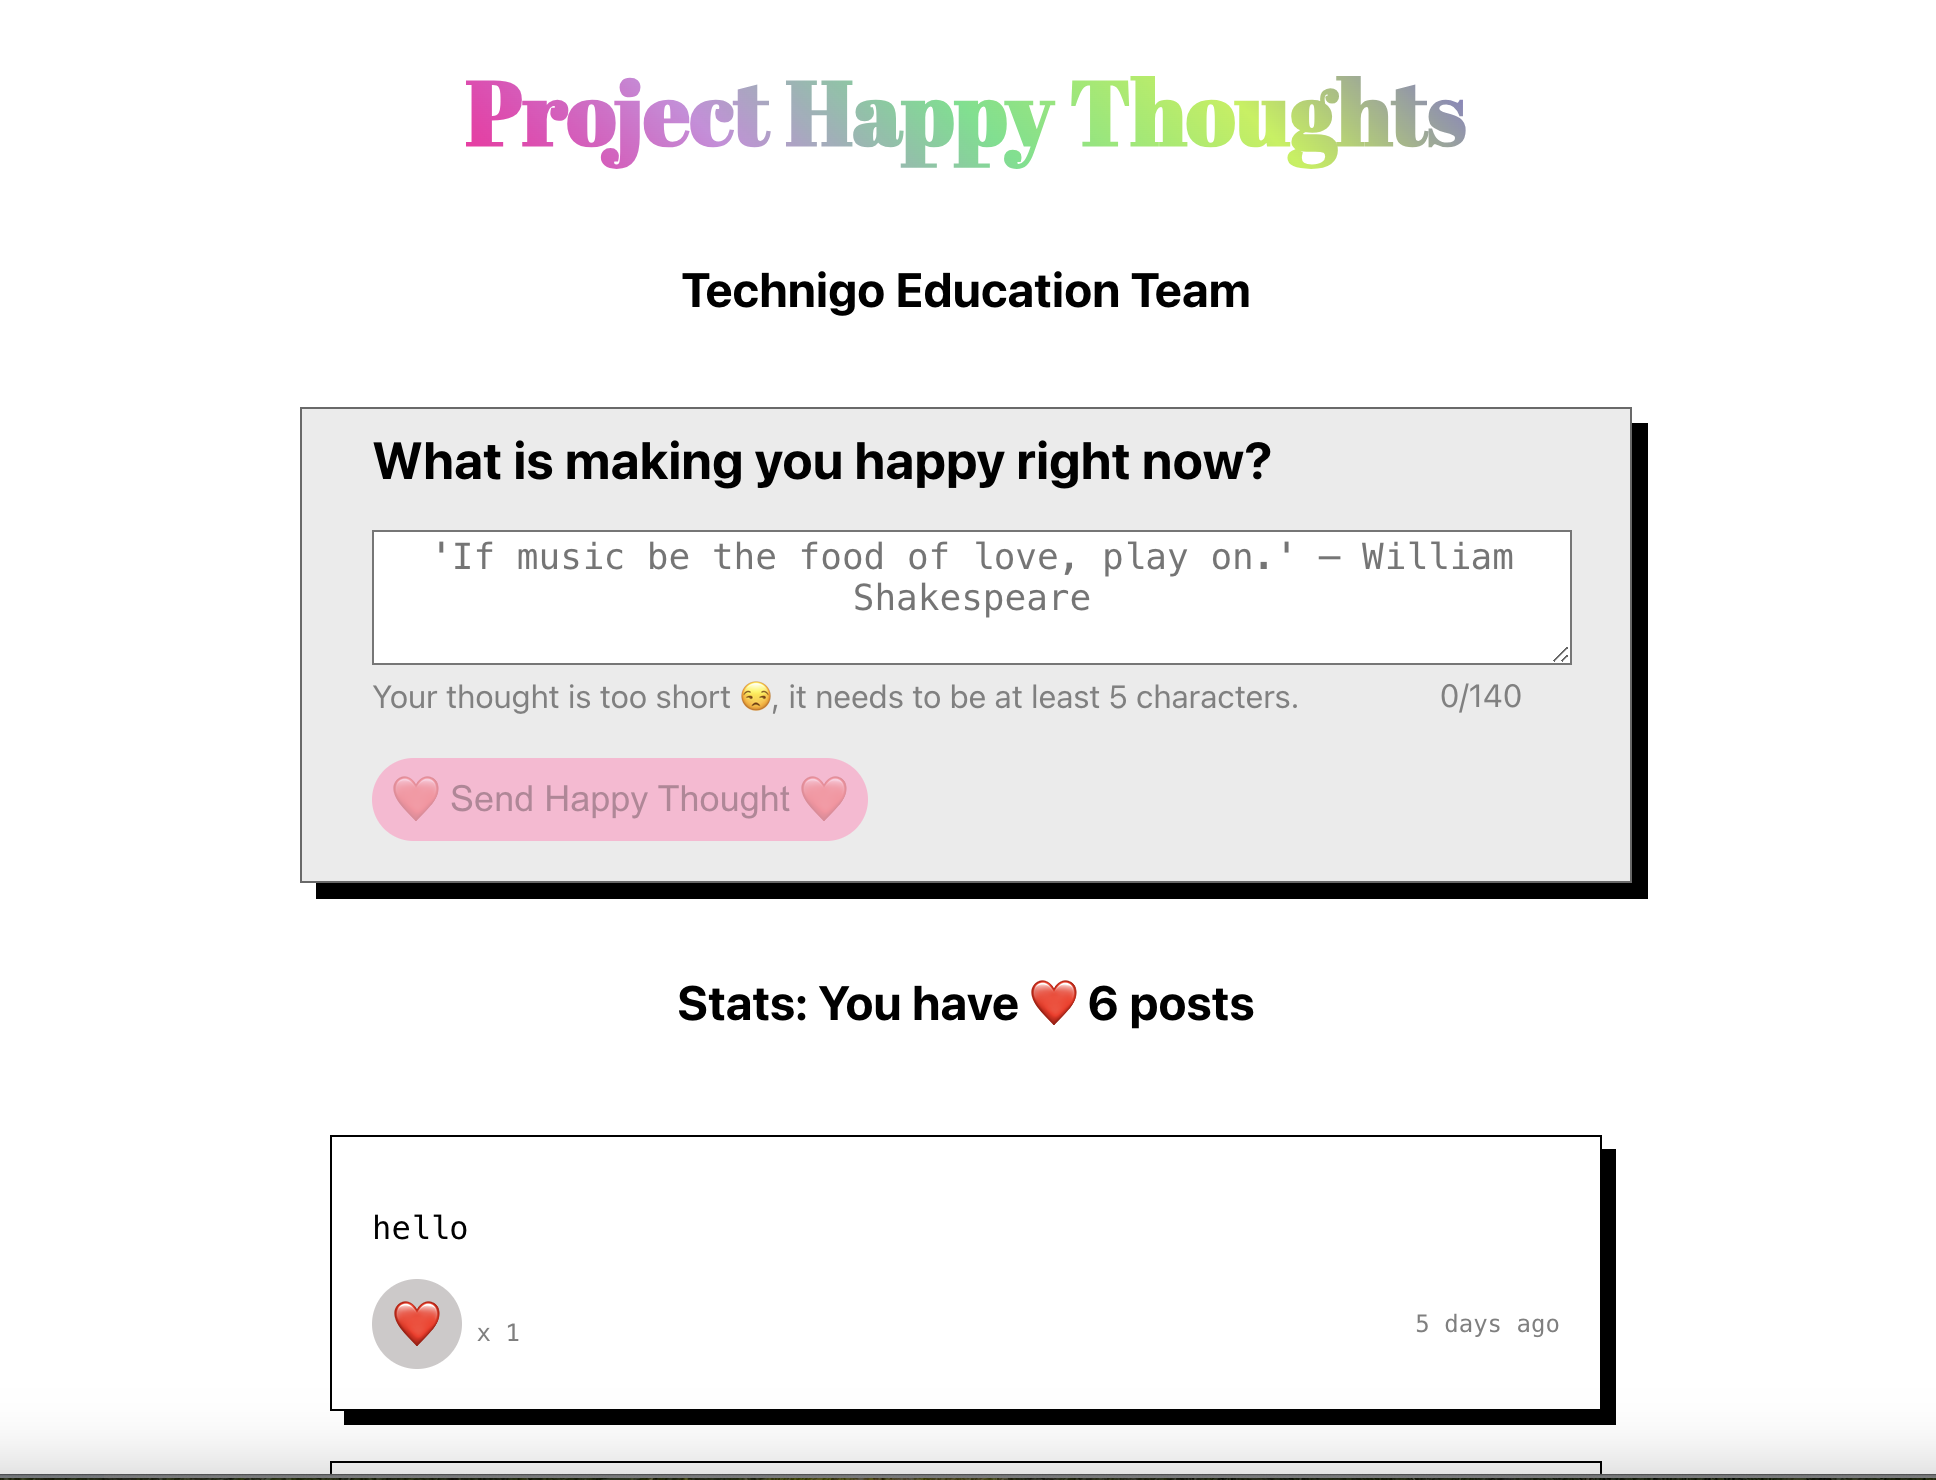 Project Happy Thoughts
Technigo Education Team
What is making you happy right now?
'If music be the food of love, play on.' – William
Shakespeare
Your thought is too short 😒, it needs to be at least 5 characters.
0/140
❤️ Send Happy Thought ❤️
Stats: You have ❤️ 6 posts
hello
❤️ x 1
5 days ago